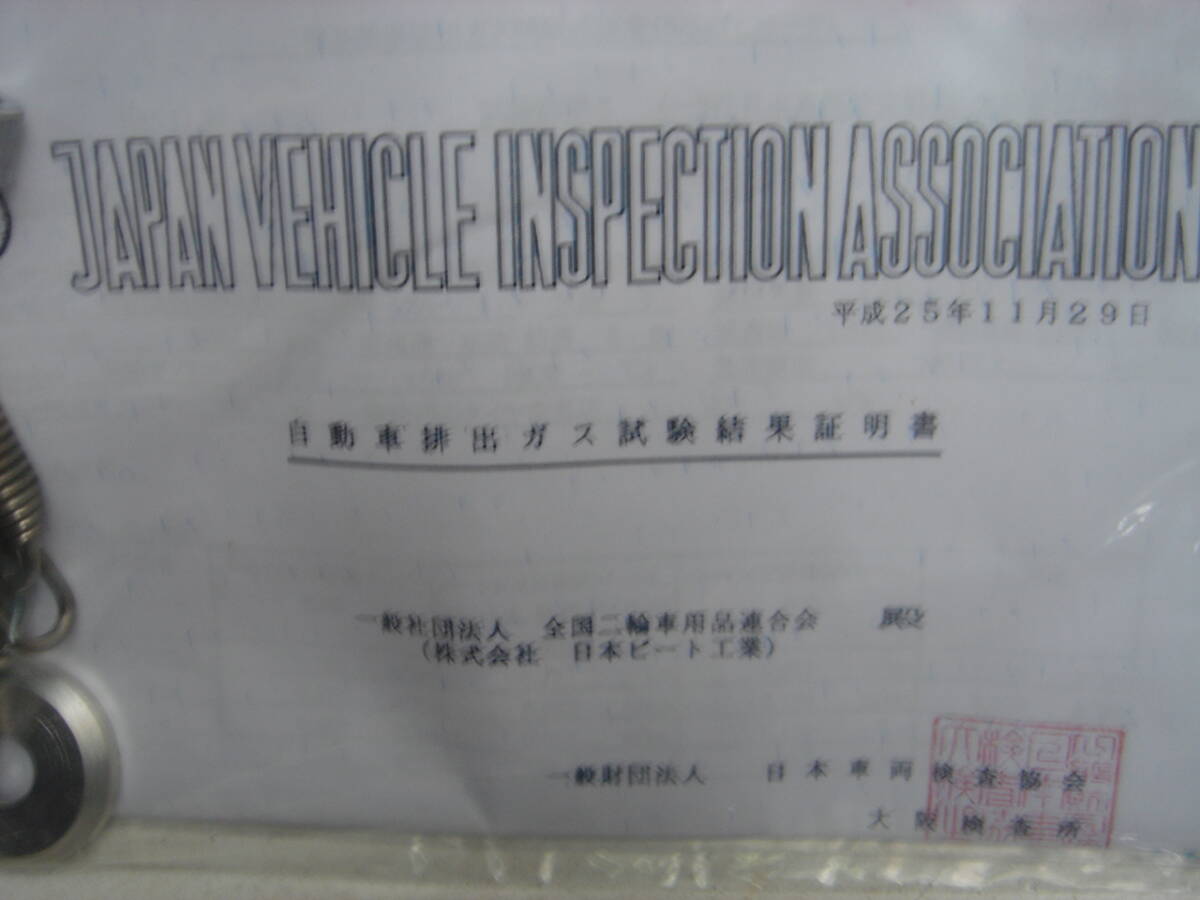 JAPAN VEHICLE INSPECTION ASSOCIATION
平成25年11月29日
自動車排出ガス試験結果証明書
一般社団法人 全国二輪車用品連合会 殿
(株式会社 日本ビート工業)
一般財団法人 日本車両検査協会
大阪検査所